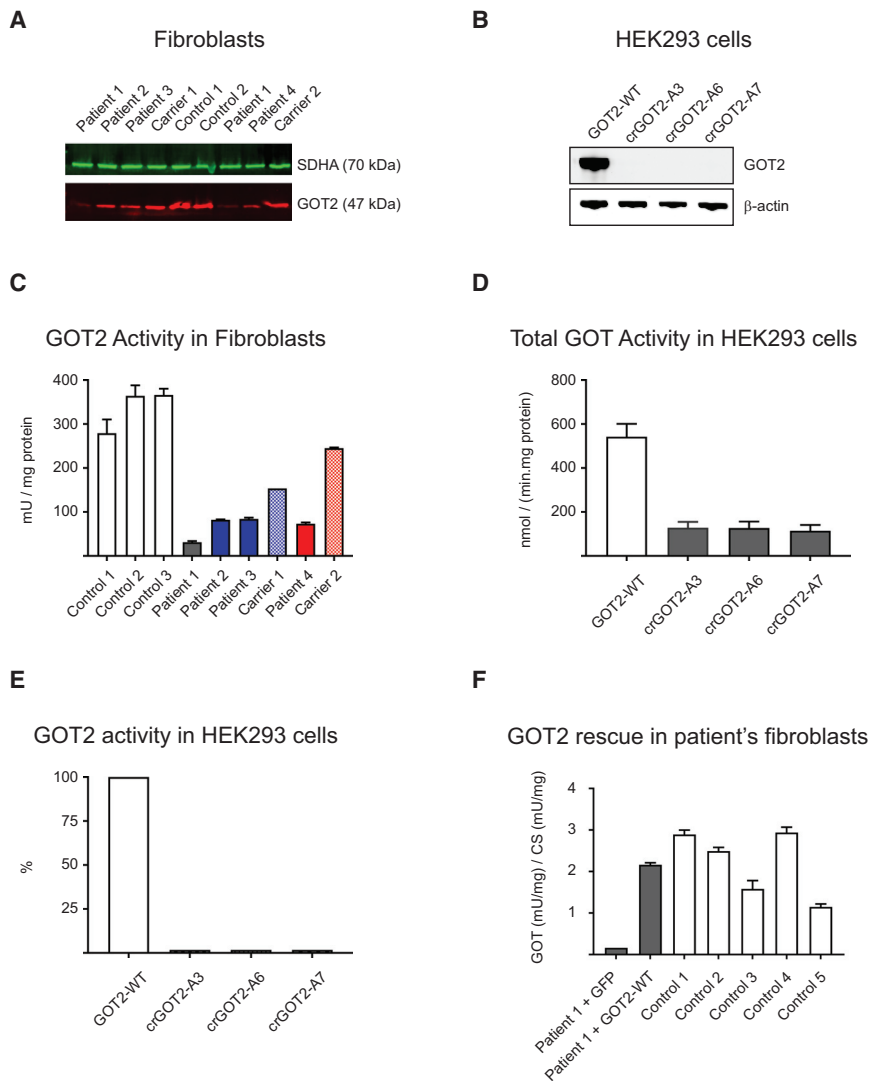 A
Fibroblasts
Patient 1
Patient 2
Patient 3
Carrier 1
Control 1
Control 2
Patient 1
Patient 4
Carrier 2
SDHA (70 kDa)
GOT2 (47 kDa)
B
HEK293 cells
GOT2-WT
crGOT2-A3
crGOT2-A6
crGOT2-A7
GOT2
β-actin
C
GOT2 Activity in Fibroblasts
mU / mg protein
400
300
200
100
Control 1
Control 2
Control 3
Patient 1
Patient 2
Patient 3
Carrier 1
Patient 4
Carrier 2
D
Total GOT Activity in HEK293 cells
nmol / (min.mg protein)
800
600
400
200
GOT2-WT
crGOT2-A3
crGOT2-A6
crGOT2-A7
E
GOT2 activity in HEK293 cells
%
100
75
50
25
GOT2-WT
crGOT2-A3
crGOT2-A6
crGOT2-A7
F
GOT2 rescue in patient's fibroblasts
GOT (mU/mg) / CS (mU/mg)
4
3
2
1
Patient 1 + GFP
Patient 1 + GOT2-WT
Control 1
Control 2
Control 3
Control 4
Control 5